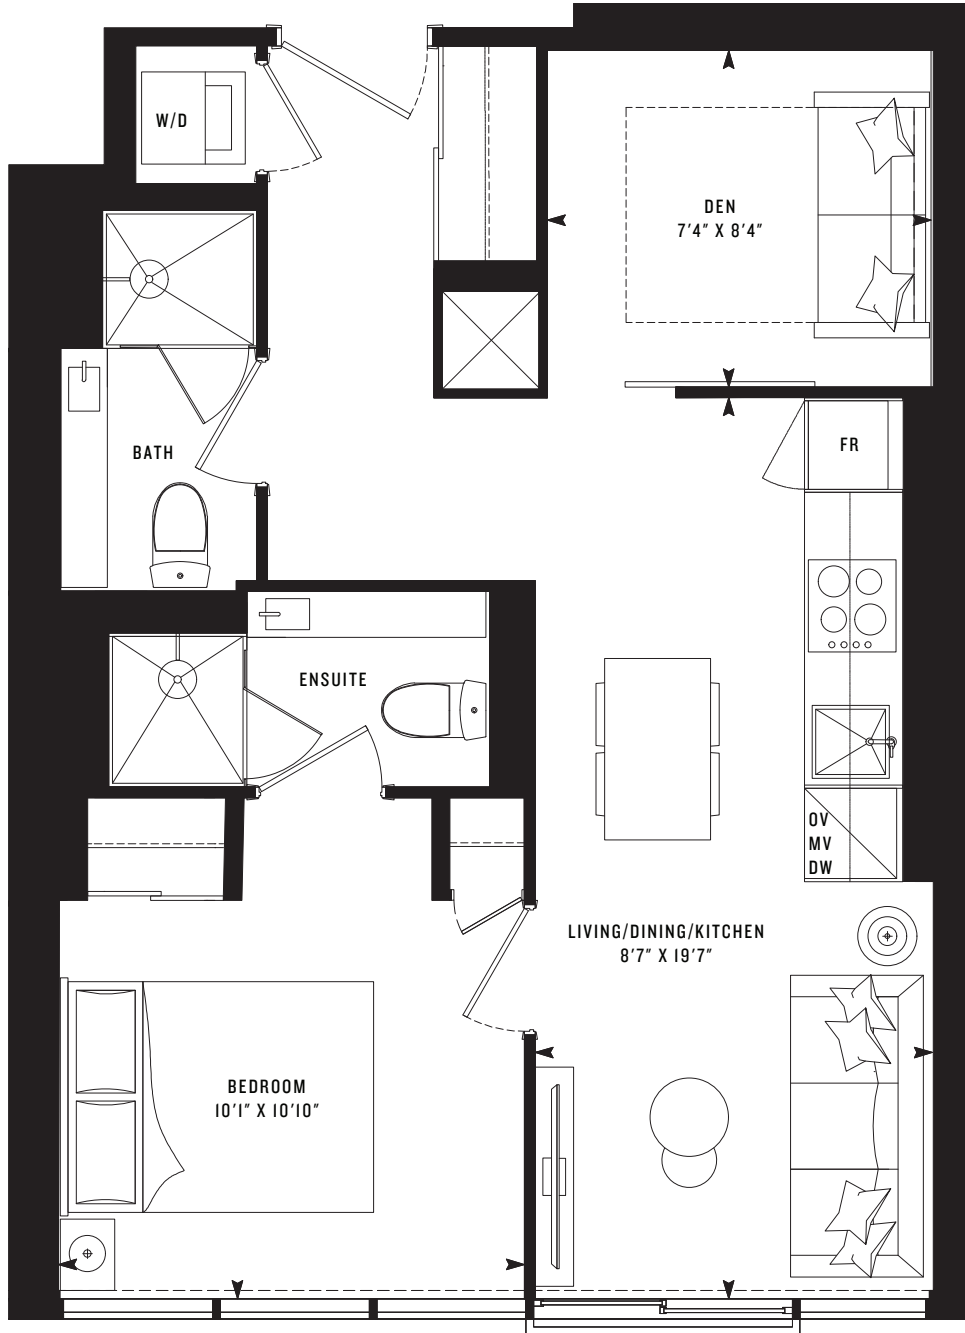 W/D
DEN
7'4" X 8'4"
BATH
FR
ENSUITE
OV
MV
DW
LIVING/DINING/KITCHEN
8'7" X 19'7"
BEDROOM
10'1" X 10'10"